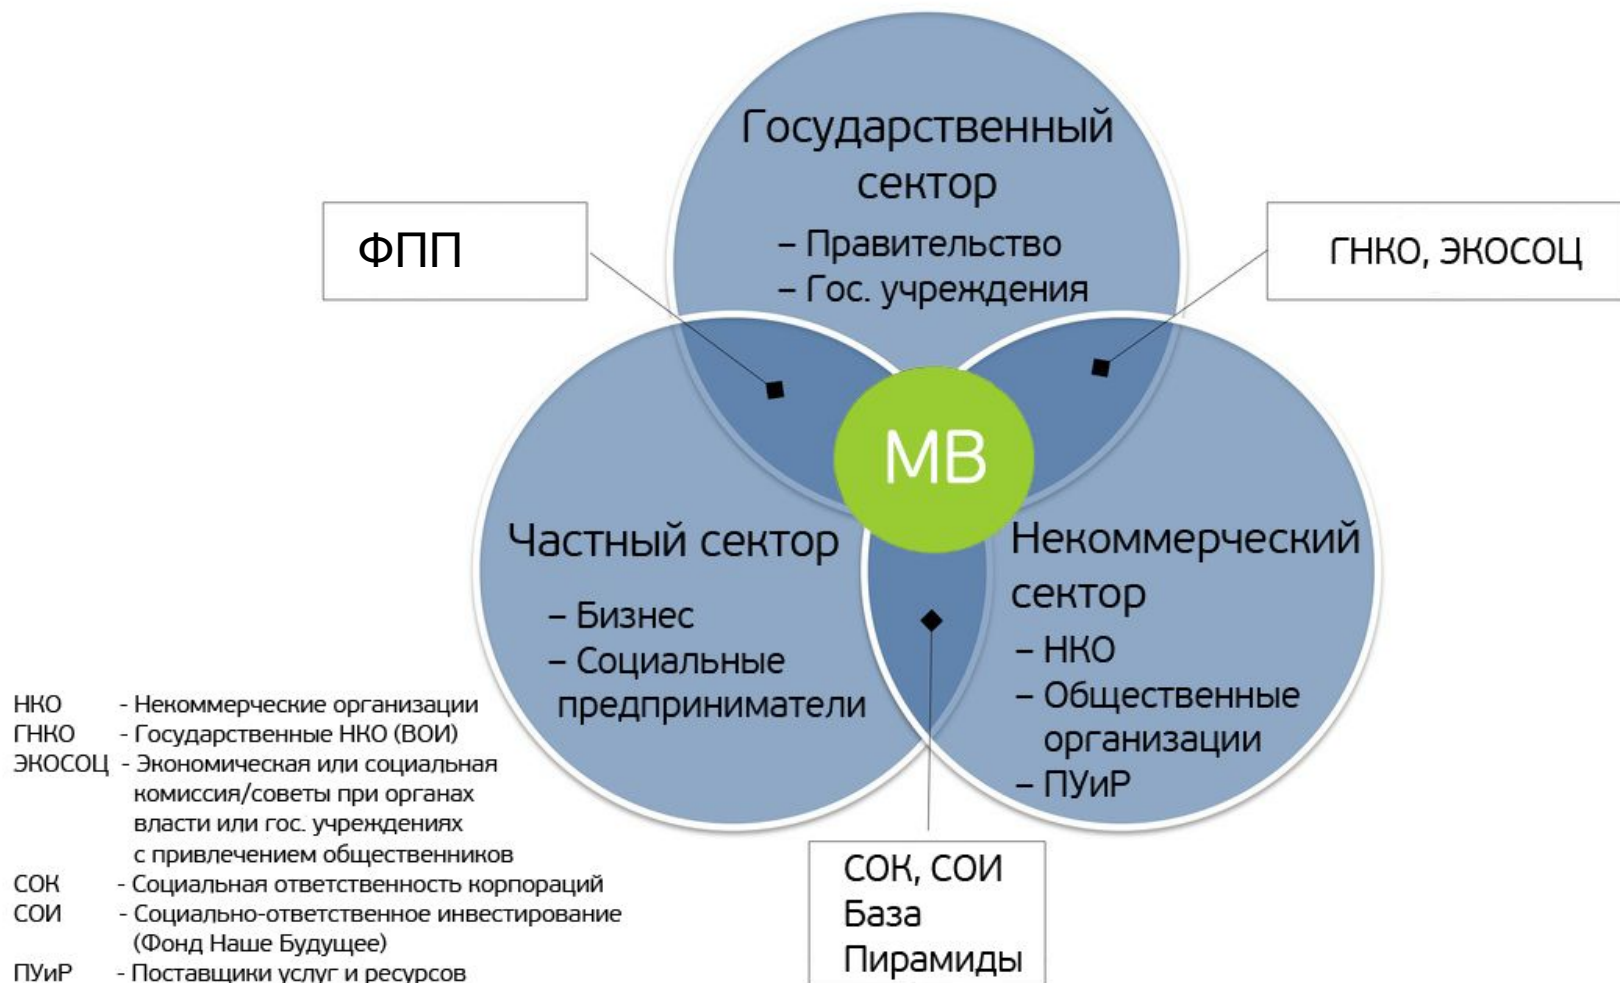 Государственный
сектор
– Правительство
– Гос. учреждения
ФПП
ГНКО, ЭКОСОЦ
МВ
Частный сектор
– Бизнес
– Социальные
предприниматели
Некоммерческий
сектор
– НКО
– Общественные
организации
– ПУиР
СОК, СОИ
База
Пирамиды
НКО - Некоммерческие организации
ГНКО - Государственные НКО (ВОИ)
ЭКОСОЦ - Экономическая или социальная
комиссия/советы при органах
власти или гос. учреждениях
с привлечением общественников
СОК - Социальная ответственность корпораций
СОИ - Социально-ответственное инвестирование
(Фонд Наше Будущее)
ПУиР - Поставщики услуг и ресурсов